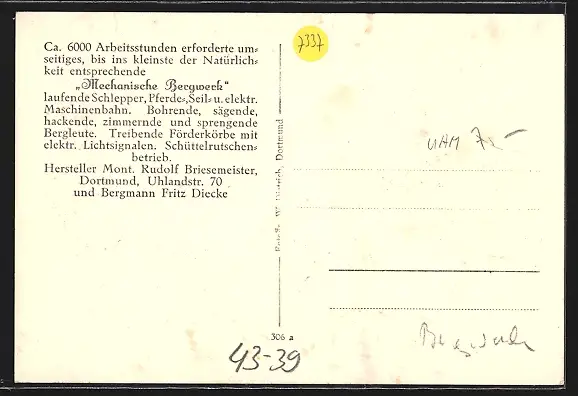 Ca. 6000 Arbeitsstunden erforderte um=
seitiges, bis ins kleinste der Natürlich=
keit entsprechende
„Mechanische Bergwerk“
laufende Schlepper, Pferde=, Seil= u. elektr.
Maschinenbahn. Bohrende, sägende,
hackende, zimmernde und sprengende
Bergleute. Treibende Förderkörbe mit
elektr. Lichtsignalen. Schüttelrutschen=
betrieb.
Hersteller Mont. Rudolf Briesemeister,
Dortmund, Uhlandstr. 70
und Bergmann Fritz Diecke
W. Dittrich, Dortmund
306 a
7337
43-39